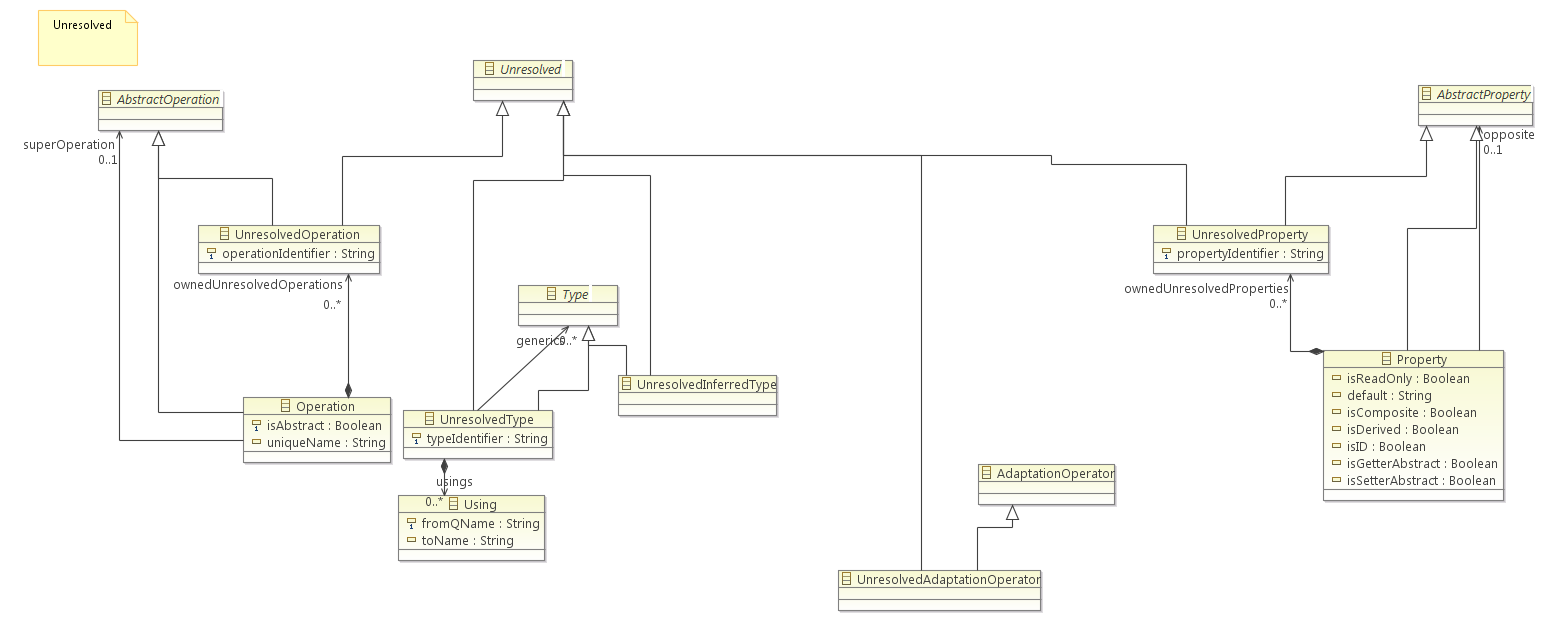 Unresolved
Unresolved
AbstractOperation
AbstractProperty
superOperation
0..1
opposite
0..1
UnresolvedOperation
operationIdentifier : String
UnresolvedProperty
propertyIdentifier : String
ownedUnresolvedOperations
0..*
Type
ownedUnresolvedProperties
0..*
generics
0..*
Property
isReadOnly : Boolean
default : String
isComposite : Boolean
isDerived : Boolean
isID : Boolean
isGetterAbstract : Boolean
isSetterAbstract : Boolean
UnresolvedInferredType
Operation
isAbstract : Boolean
uniqueName : String
UnresolvedType
typeIdentifier : String
usings
0..*
Using
fromQName : String
toName : String
AdaptationOperator
UnresolvedAdaptationOperator